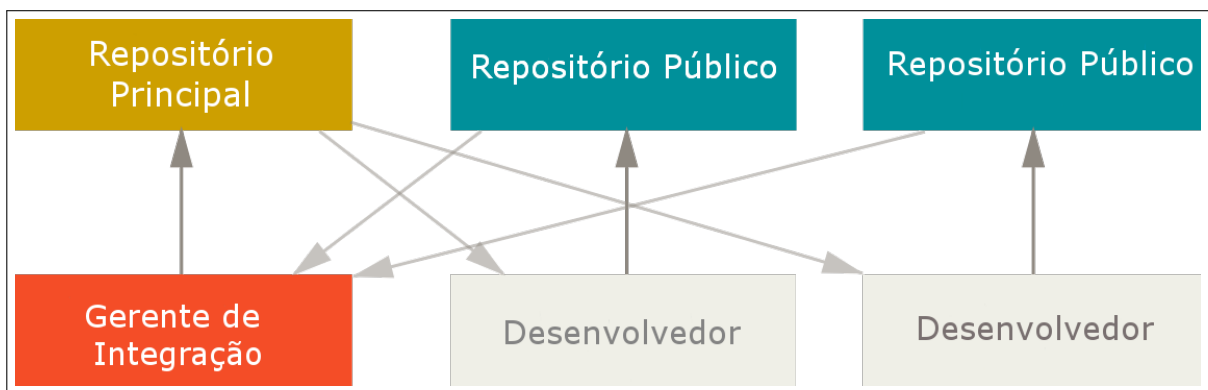 Repositório
Principal
Repositório Público
Repositório Público
Gerente de
Integração
Desenvolvedor
Desenvolvedor